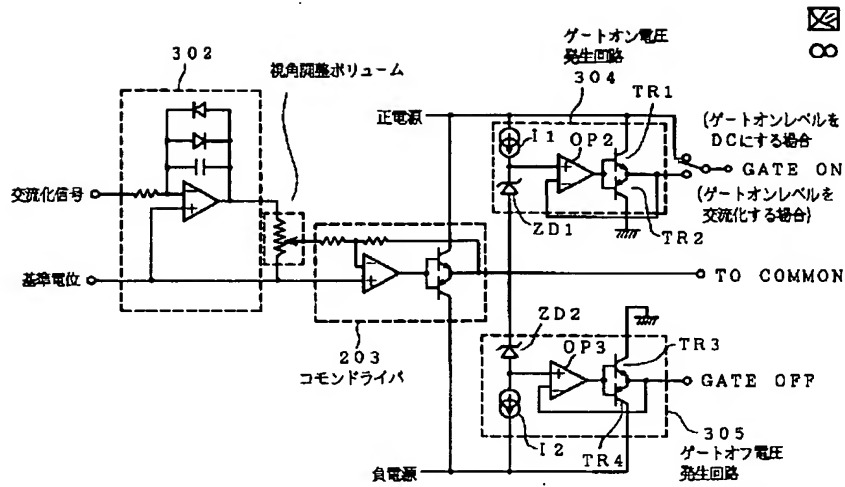 図
8
302
視角調整ボリューム
ゲートオン電圧
発生回路
304
TR1
正電源
I1
OP2
(ゲートオンレベルを
DCにする場合)
GATE ON
(ゲートオンレベルを
交流化する場合)
交流化信号
ZD1
TR2
基準電位
TO COMMON
203
コモンドライバ
ZD2
OP3
TR3
GATE OFF
I2
TR4
305
ゲートオフ電圧
発生回路
負電源